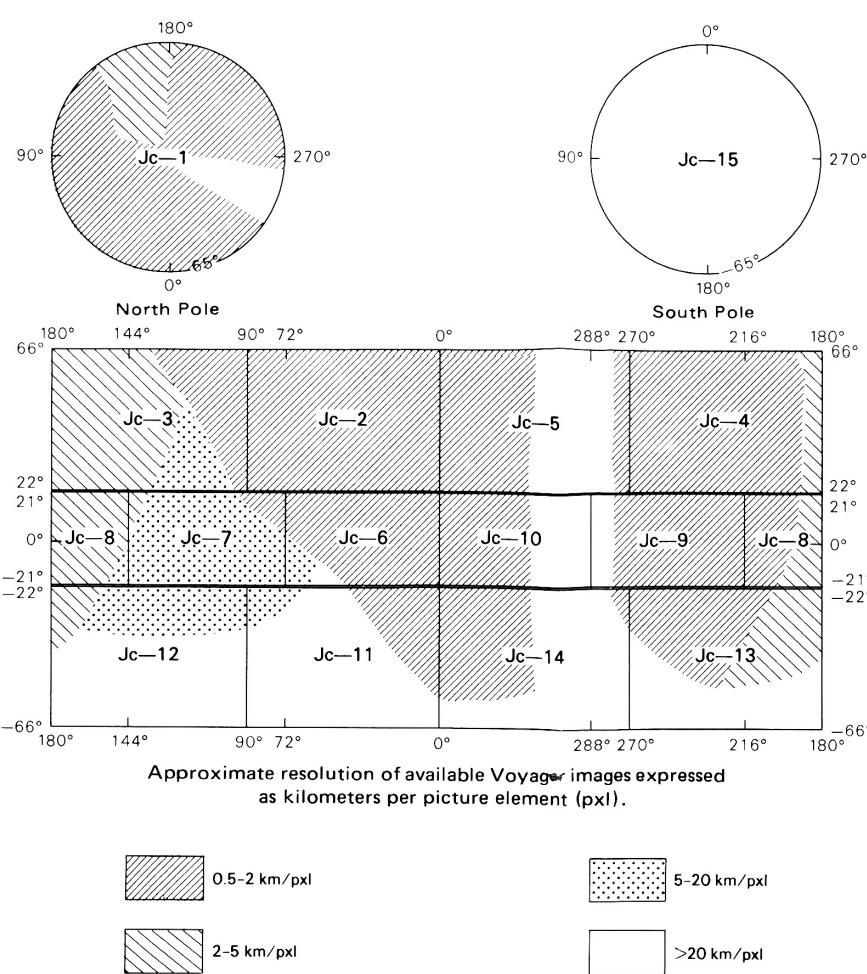 180° 0°
90° Jc—1 270° 90° Jc—15 270°
65° −65°
0° 180°
North Pole South Pole
180° 144° 90° 72° 0° 288° 270° 216° 180°
66° 66°
Jc—3 Jc—2 Jc—5 Jc—4
22° 22°
21° 21°
0° Jc—8 Jc—7 Jc—6 Jc—10 Jc—9 Jc—8 0°
−21° −21°
−22° −22°
Jc—12 Jc—11 Jc—14 Jc—13
−66° −66°
180° 144° 90° 72° 0° 288° 270° 216° 180°
Approximate resolution of available Voyager images expressed
as kilometers per picture element (pxl).
0.5-2 km/pxl 5-20 km/pxl
2-5 km/pxl >20 km/pxl